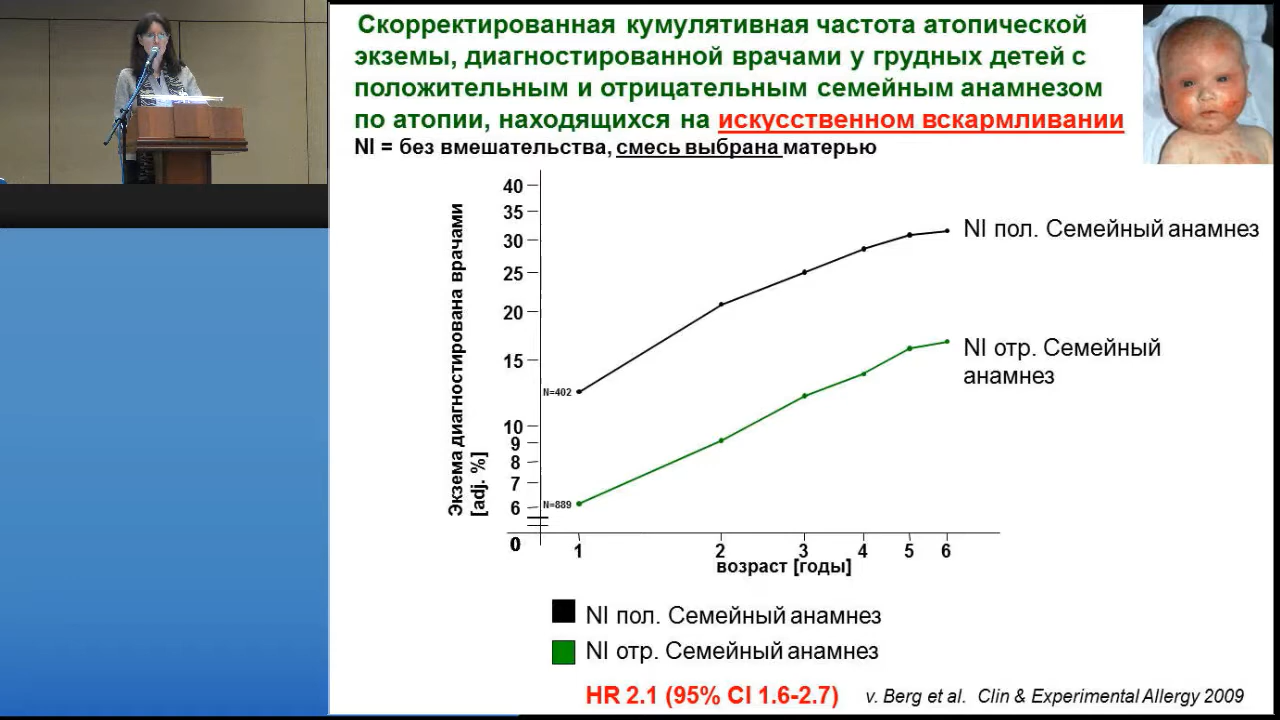 Скорректированная кумулятивная частота атопической
экземы, диагностированной врачами у грудных детей с
положительным и отрицательным семейным анамнезом
по атопии, находящихся на искусственном вскармливании
NI = без вмешательства, смесь выбрана матерью
Экзема диагностирована врачами
[adj. %]
40
35
30
25
20
15
10
9
8
7
6
0
N=402
N=889
NI пол. Семейный анамнез
NI отр. Семейный
анамнез
1 2 3 4 5 6
возраст [годы]
NI пол. Семейный анамнез
NI отр. Семейный анамнез
HR 2.1 (95% CI 1.6-2.7)
v. Berg et al. Clin & Experimental Allergy 2009